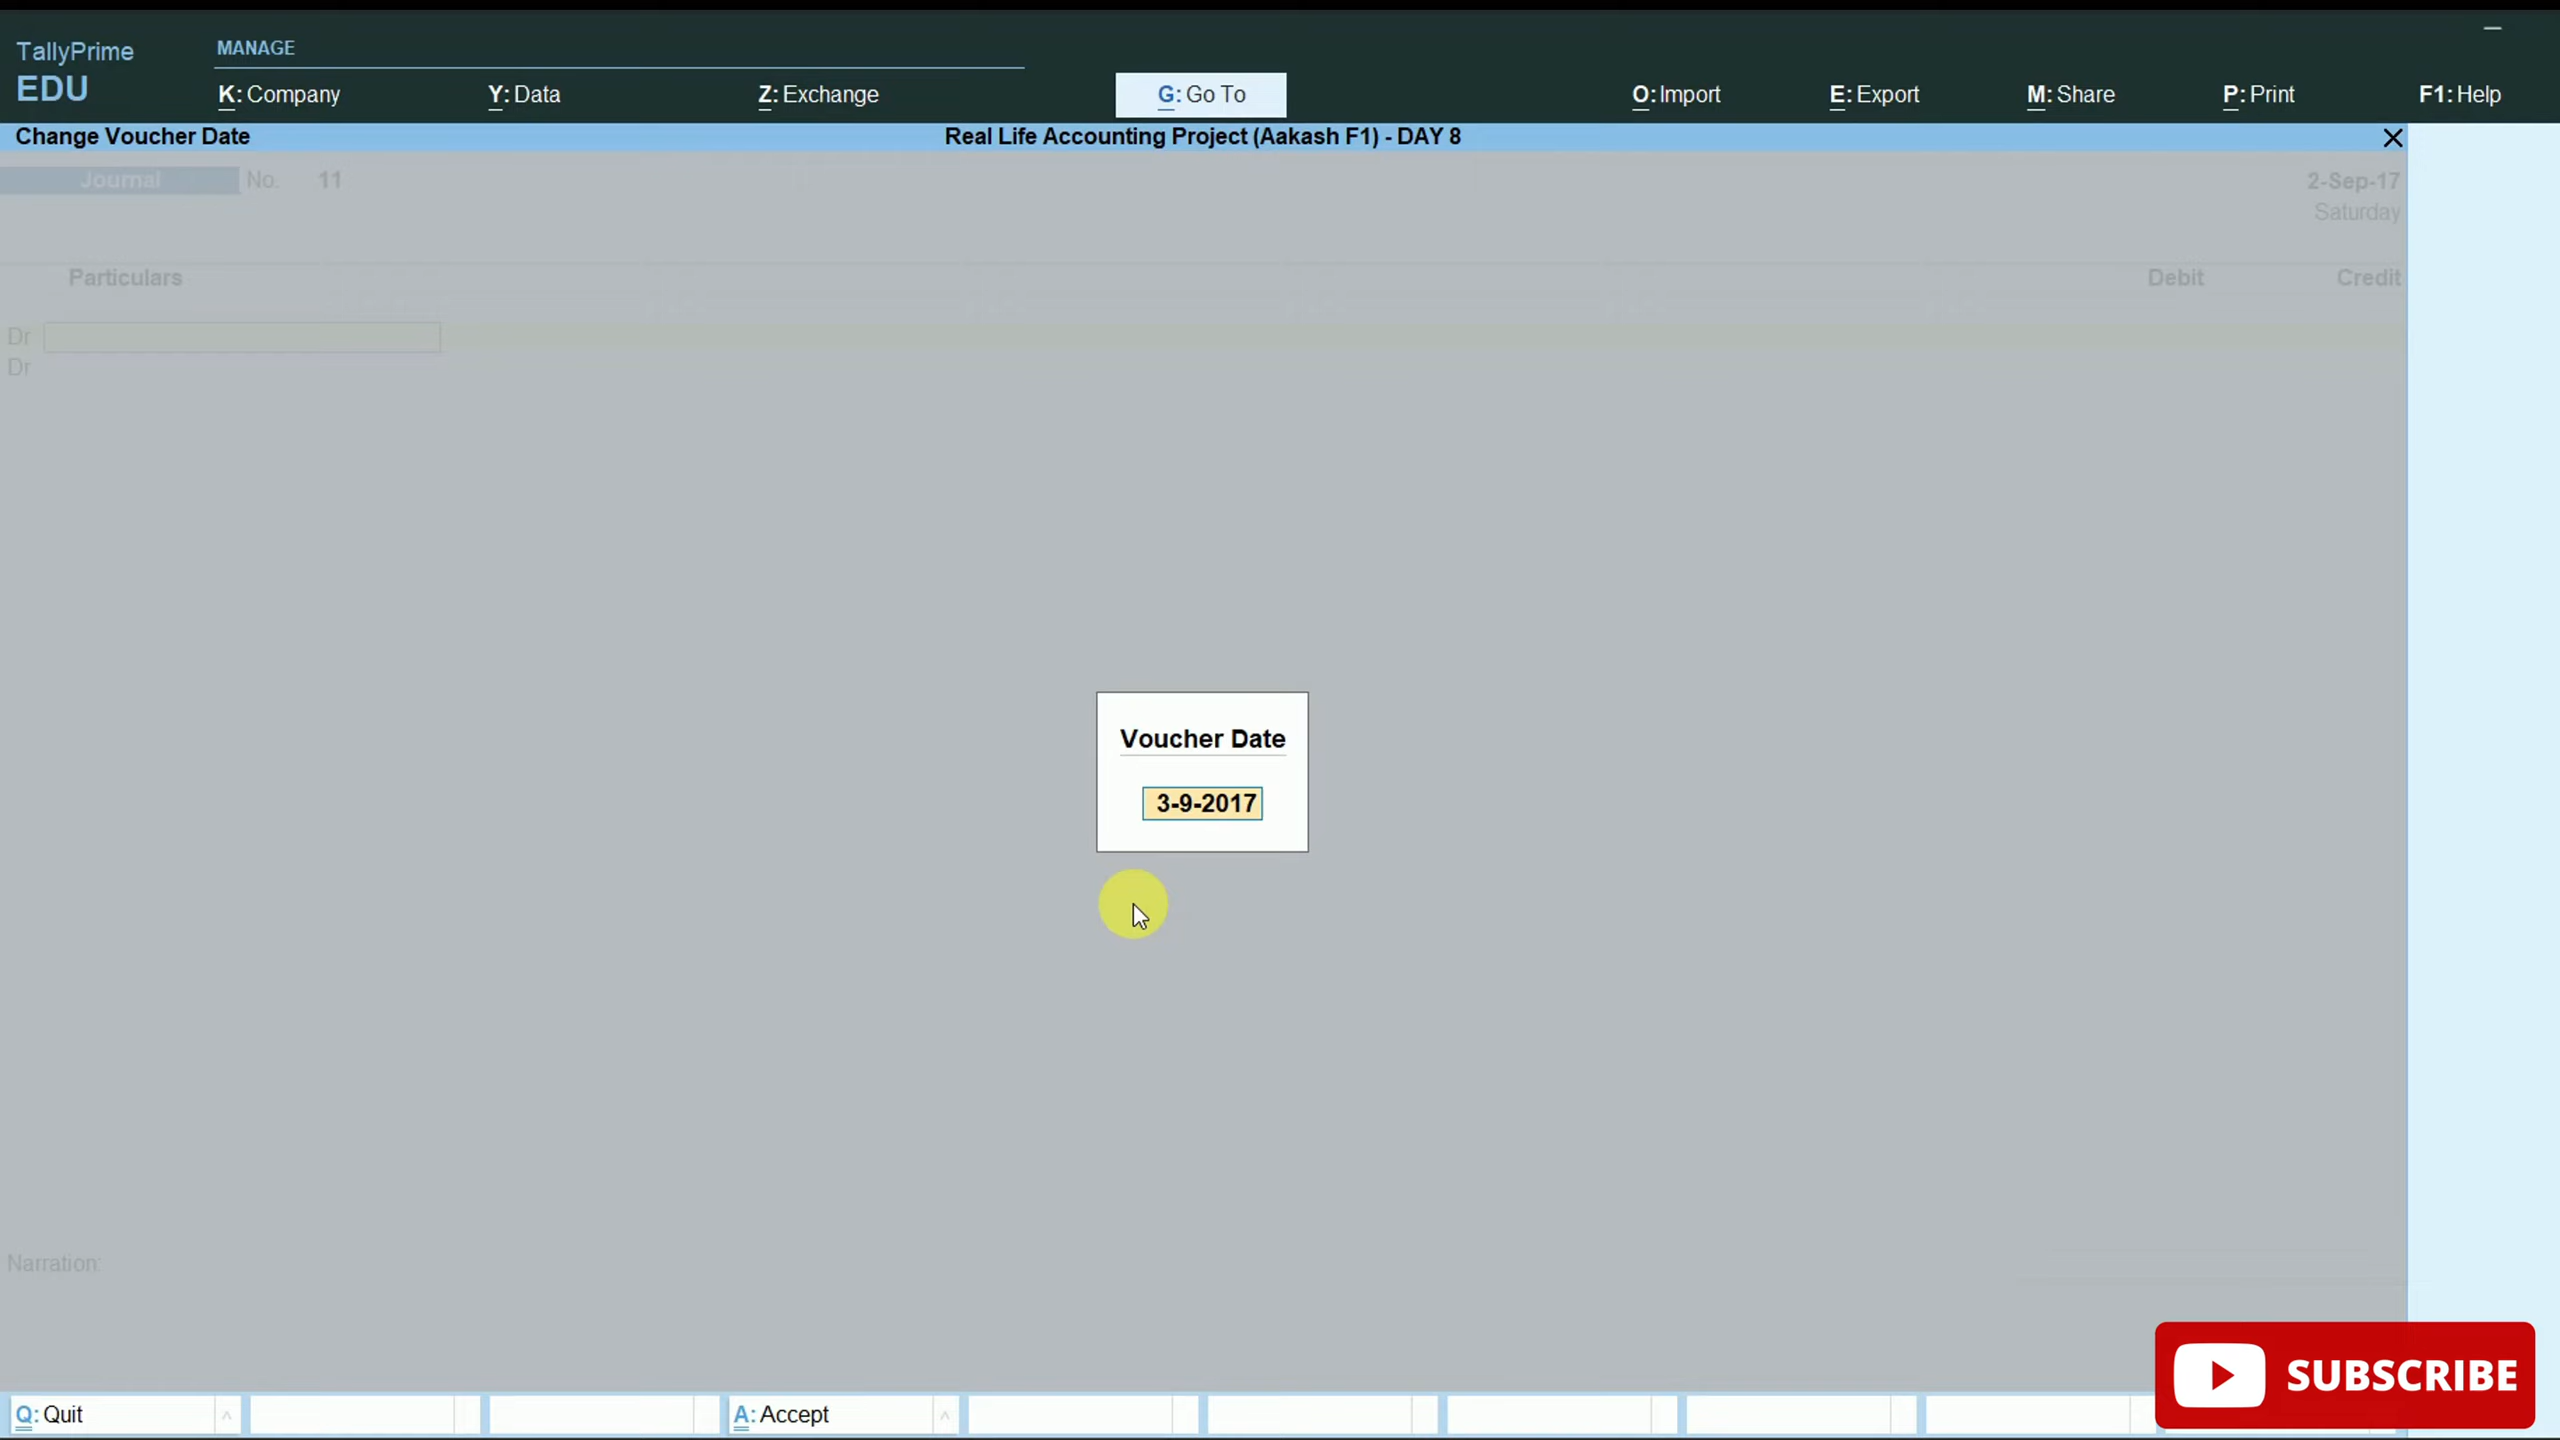 TallyPrime
EDU
MANAGE
K: Company
Y: Data
Z: Exchange
G: Go To
O: Import
E: Export
M: Share
P: Print
F1: Help
Change Voucher Date
Real Life Accounting Project (Aakash F1) - DAY 8
Journal No. 11
2-Sep-17
Saturday
Particulars
Debit
Credit
Dr
Dr
Voucher Date
3-9-2017
Narration:
SUBSCRIBE
Q: Quit
A: Accept